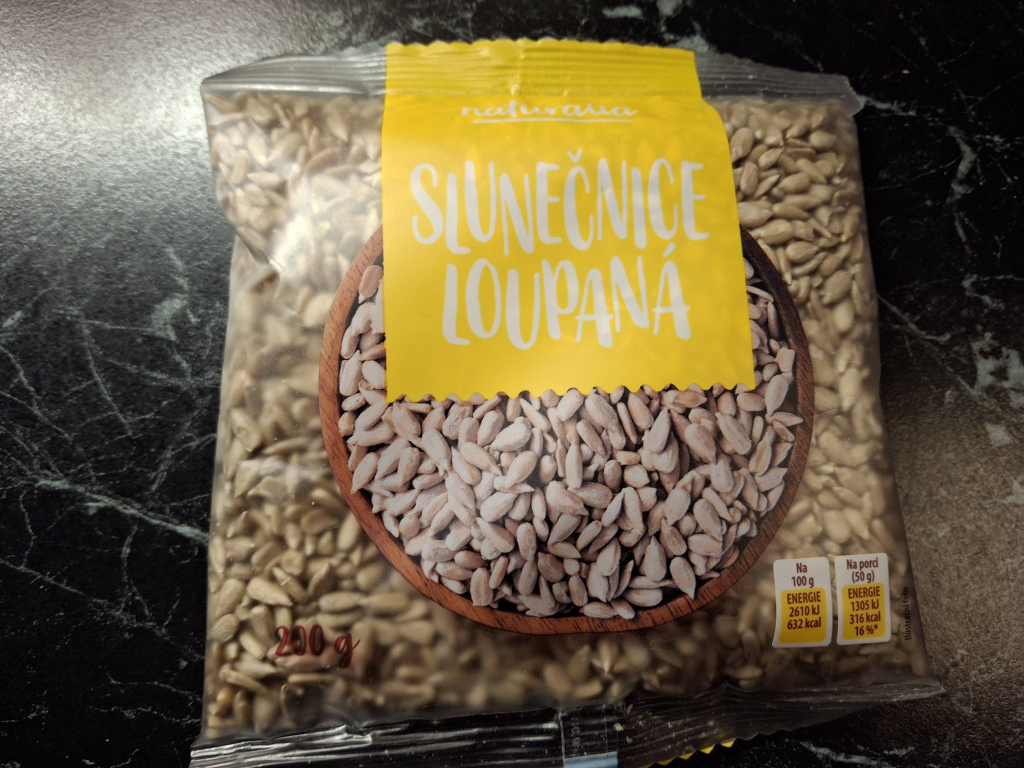 naturana
SLUNEČNICE
LOUPANÁ
200 g
Na
100 g
ENERGIE
2610 kJ
632 kcal
Na porci
(50 g)
ENERGIE
1305 kJ
316 kcal
16 %*